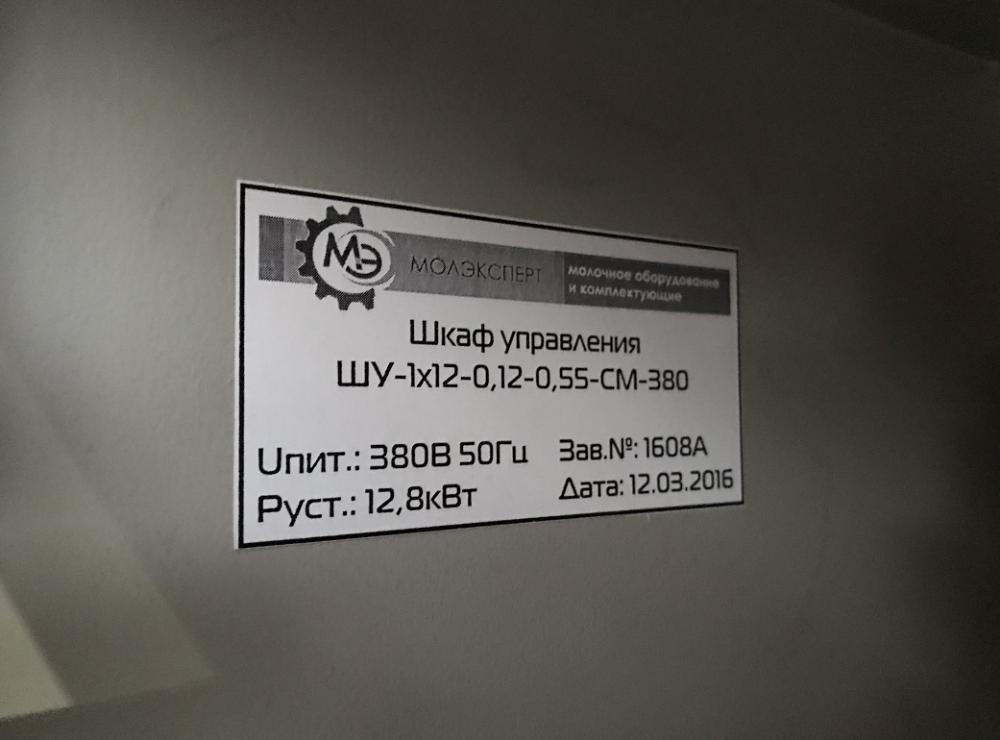 МЭ
МОЛЭКСПЕРТ
молочное оборудование
и комплектующие
Шкаф управления
ШУ-1х12-0,12-0,55-СМ-380
Uпит.: 380В 50Гц
Зав.№: 1608А
Руст.: 12,8кВт
Дата: 12.03.2016